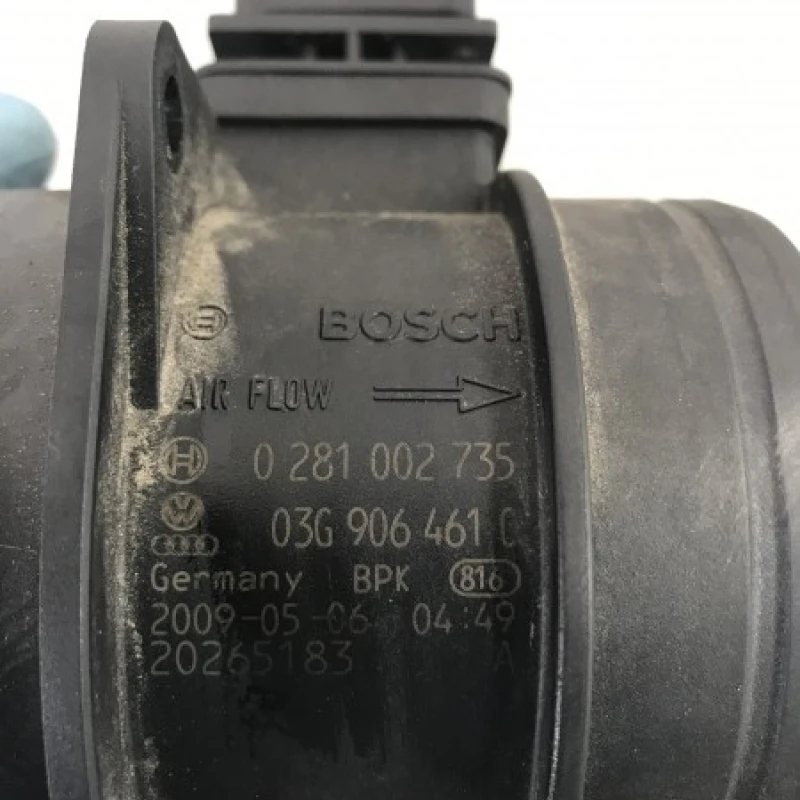 BOSCH
AIR FLOW
0 281 002 735
03G 906 461 C
Germany BPK 816
2009-05-06 04:49
20265183 A